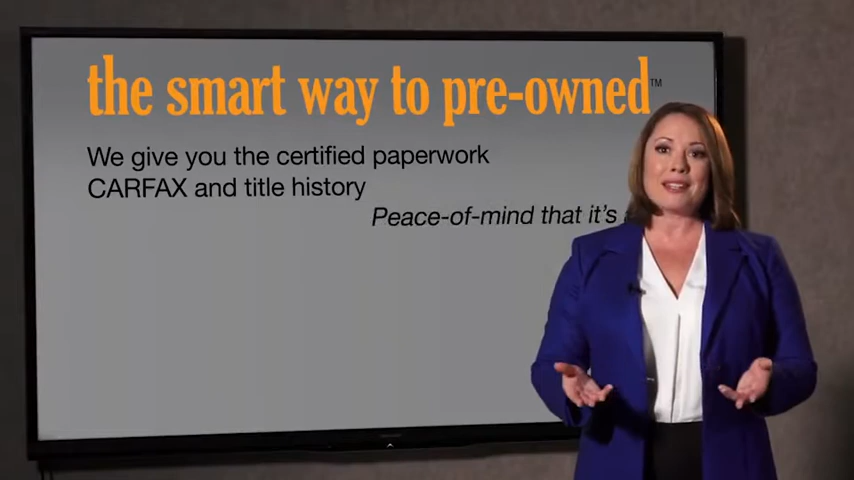 the smart way to pre-owned™
We give you the certified paperwork
CARFAX and title history
Peace-of-mind that it's